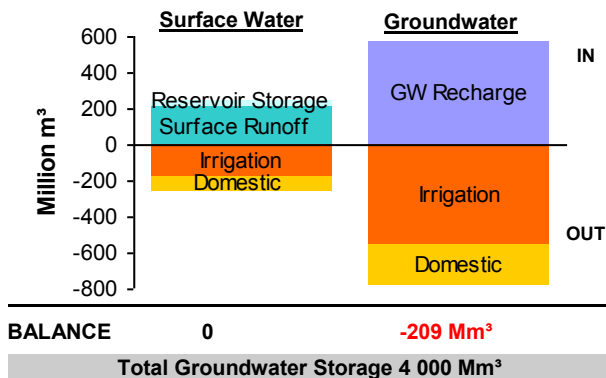 Surface Water Groundwater
600
400
200
0
-200
-400
-600
-800
Million m³
IN
OUT
Reservoir Storage
Surface Runoff
Irrigation
Domestic
GW Recharge
Irrigation
Domestic
BALANCE 0 -209 Mm³
Total Groundwater Storage 4 000 Mm³